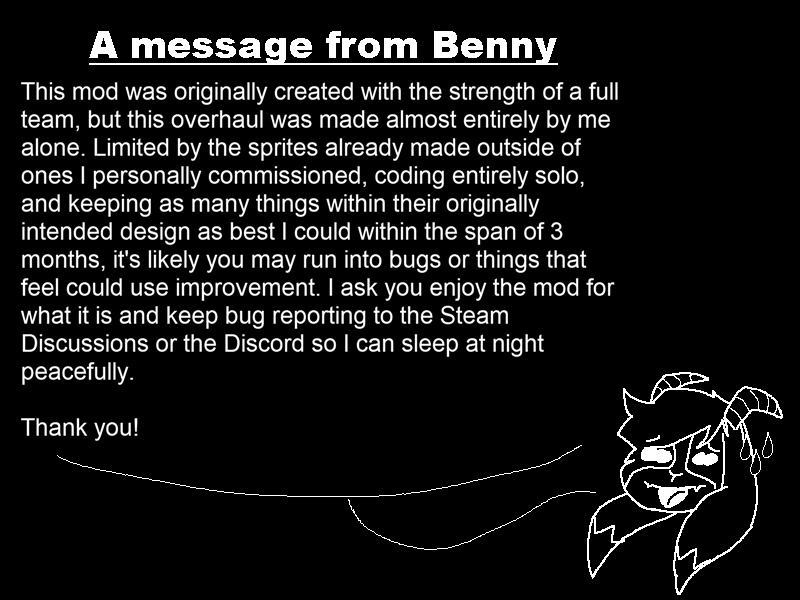 A message from Benny
This mod was originally created with the strength of a full
team, but this overhaul was made almost entirely by me
alone. Limited by the sprites already made outside of
ones I personally commissioned, coding entirely solo,
and keeping as many things within their originally
intended design as best I could within the span of 3
months, it's likely you may run into bugs or things that
feel could use improvement. I ask you enjoy the mod for
what it is and keep bug reporting to the Steam
Discussions or the Discord so I can sleep at night
peacefully.
Thank you!